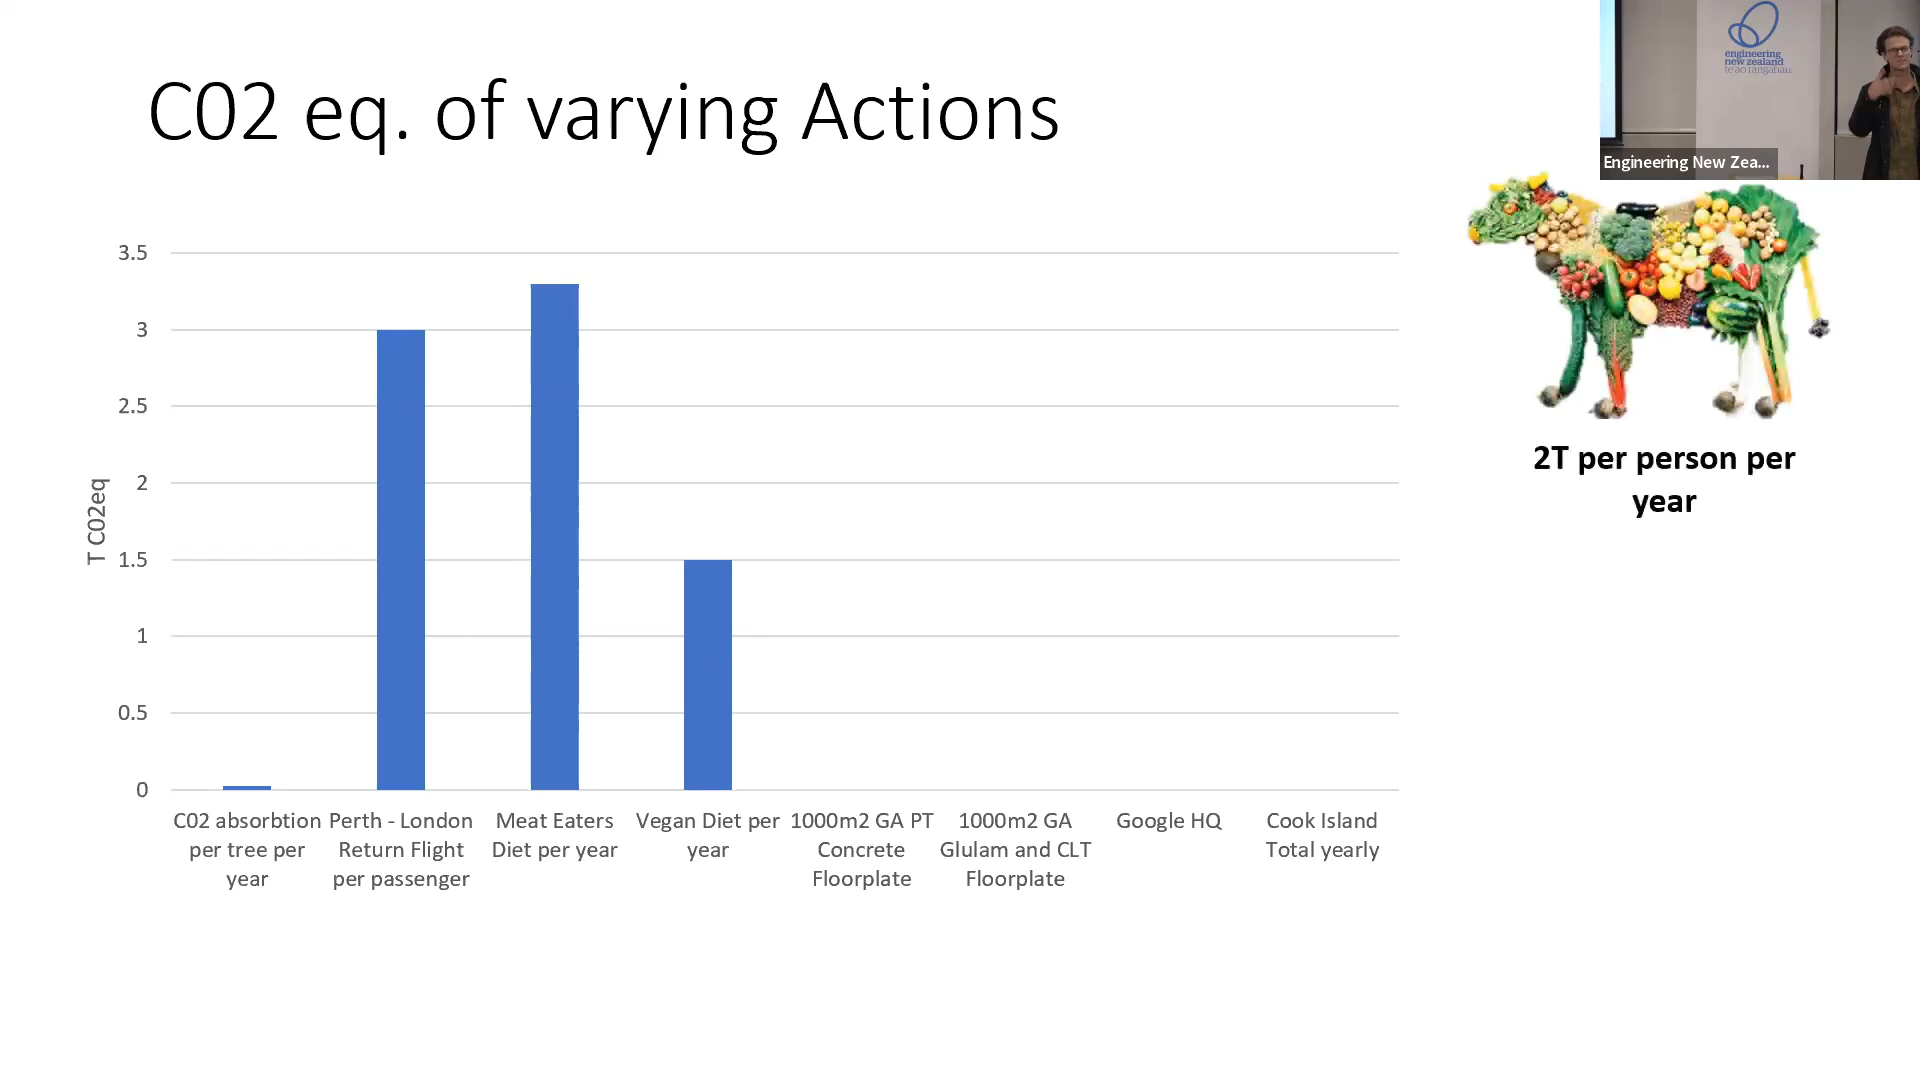 C02 eq. of varying Actions
engineering
new zealand
te ao rangahau
Engineering New Zea...
3.5
3
2.5
2
1.5
1
0.5
0
T C02eq
C02 absorbtion
per tree per
year
Perth - London
Return Flight
per passenger
Meat Eaters
Diet per year
Vegan Diet per
year
1000m2 GA PT
Concrete
Floorplate
1000m2 GA
Glulam and CLT
Floorplate
Google HQ
Cook Island
Total yearly
2T per person per
year